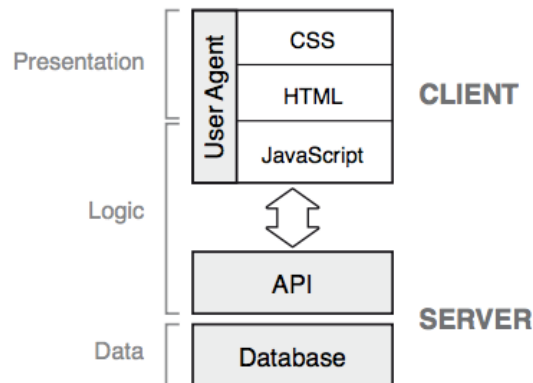 CSS
Presentation
User Agent
HTML
CLIENT
JavaScript
Logic
API
SERVER
Data
Database